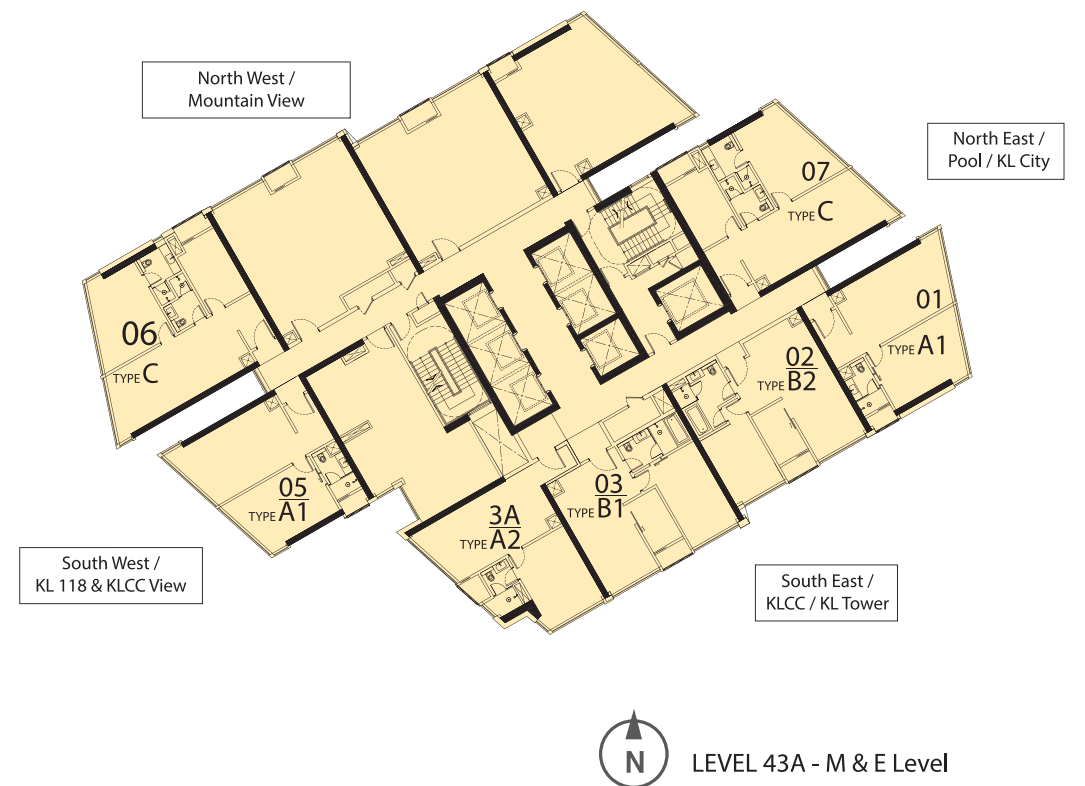 North West /
Mountain View
North East /
Pool / KL City
07
TYPE C
01
TYPE A1
06
TYPE C
02
TYPE B2
05
TYPE A1
03
TYPE B1
3A
TYPE A2
South West /
KL 118 & KLCC View
South East /
KLCC / KL Tower
N
LEVEL 43A - M & E Level